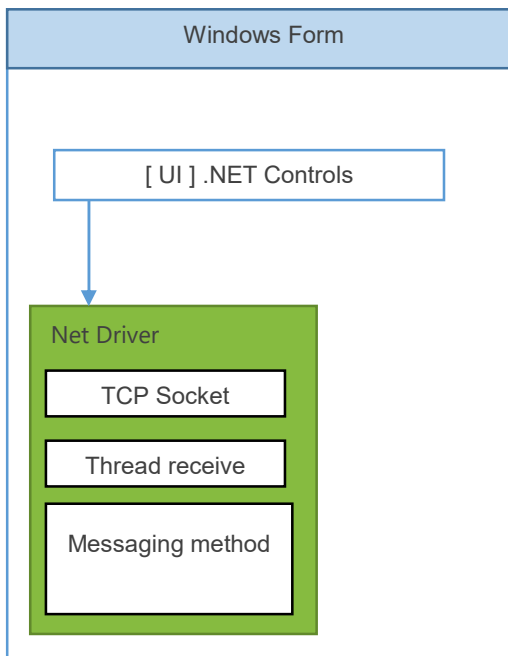 Windows Form
[ UI ] .NET Controls
Net Driver
TCP Socket
Thread receive
Messaging method